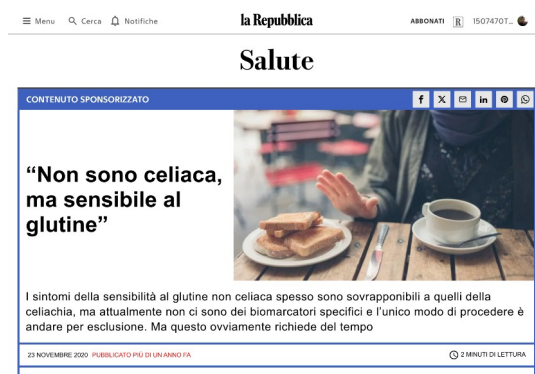 Menu Cerca Notifiche la Repubblica ABBONATI R 1507470T...
Salute
CONTENUTO SPONSORIZZATO
“Non sono celiaca,
ma sensibile al
glutine”
I sintomi della sensibilità al glutine non celiaca spesso sono sovrapponibili a quelli della
celiachia, ma attualmente non ci sono dei biomarcatori specifici e l'unico modo di procedere è
andare per esclusione. Ma questo ovviamente richiede del tempo
23 NOVEMBRE 2020 PUBBLICATO PIÙ DI UN ANNO FA 2 MINUTI DI LETTURA